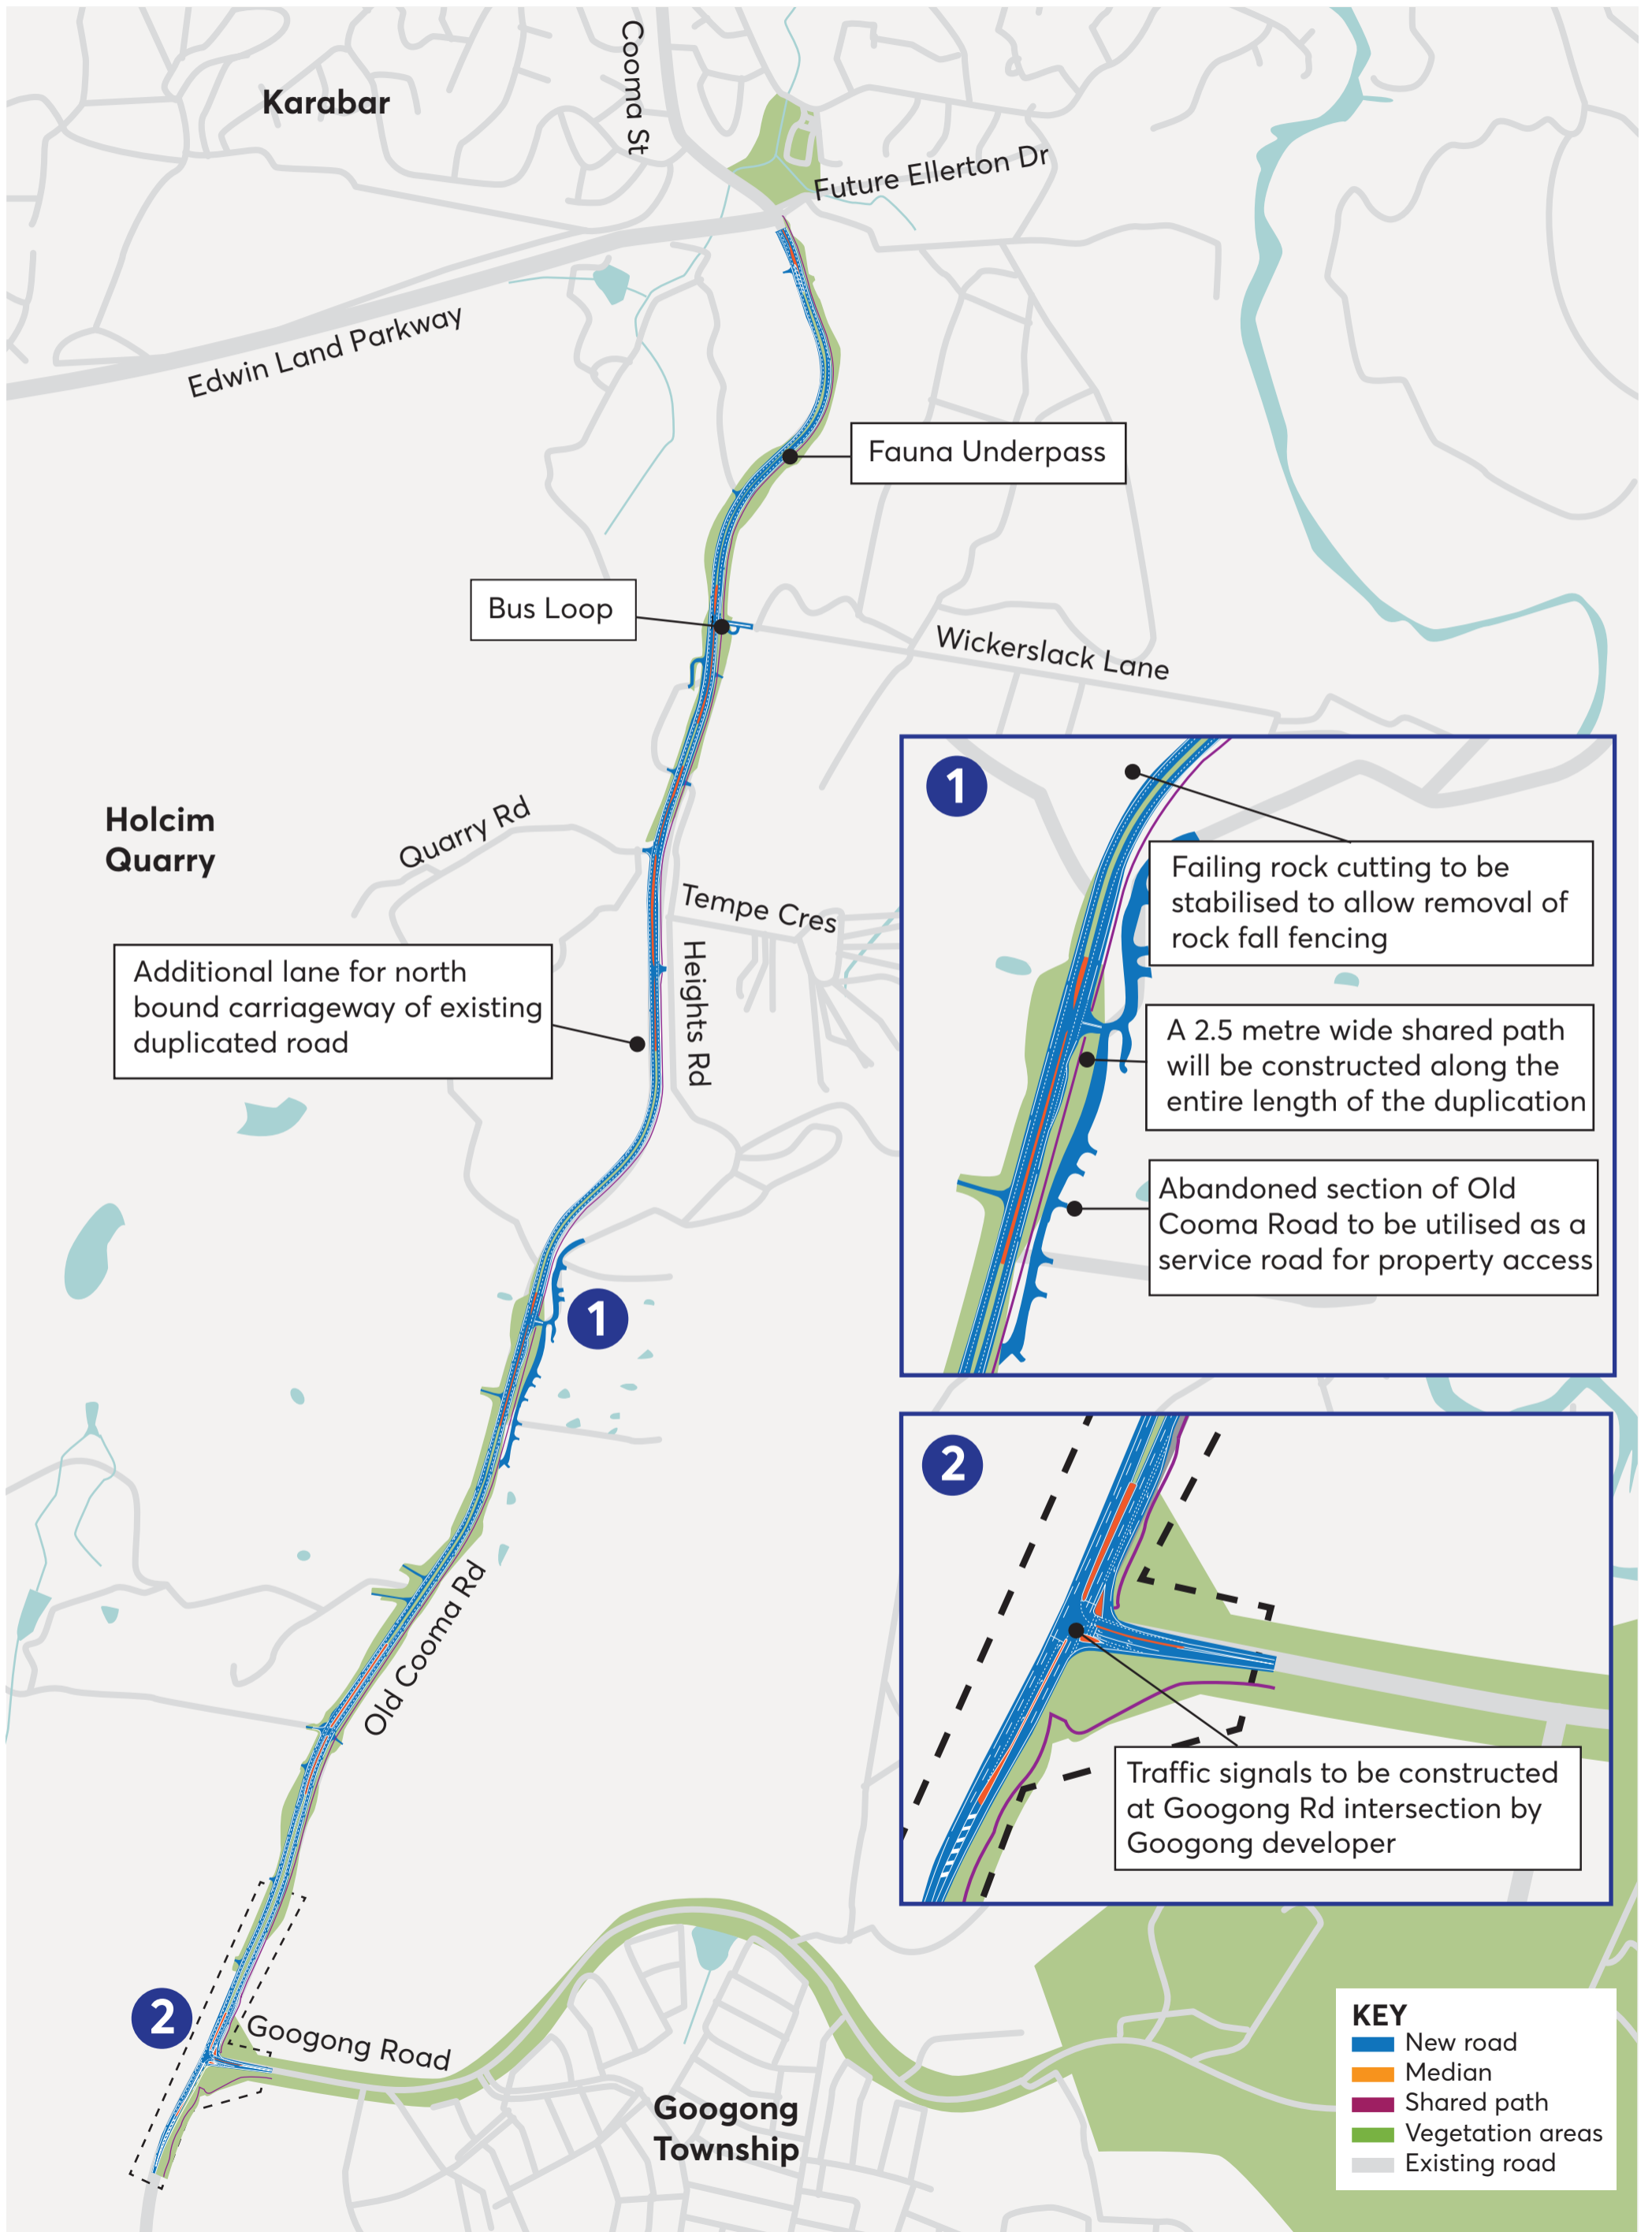 Cooma St
Karabar
Future Ellerton Dr
Edwin Land Parkway
Fauna Underpass
Bus Loop
Wickerslack Lane
Holcim
Quarry
Quarry Rd
Tempe Cres
Heights Rd
Additional lane for north
bound carriageway of existing
duplicated road
1
1
Failing rock cutting to be
stabilised to allow removal of
rock fall fencing
A 2.5 metre wide shared path
will be constructed along the
entire length of the duplication
Abandoned section of Old
Cooma Road to be utilised as a
service road for property access
Old Cooma Rd
2
Traffic signals to be constructed
at Googong Rd intersection by
Googong developer
2
Googong Road
Googong
Township
KEY
New road
Median
Shared path
Vegetation areas
Existing road